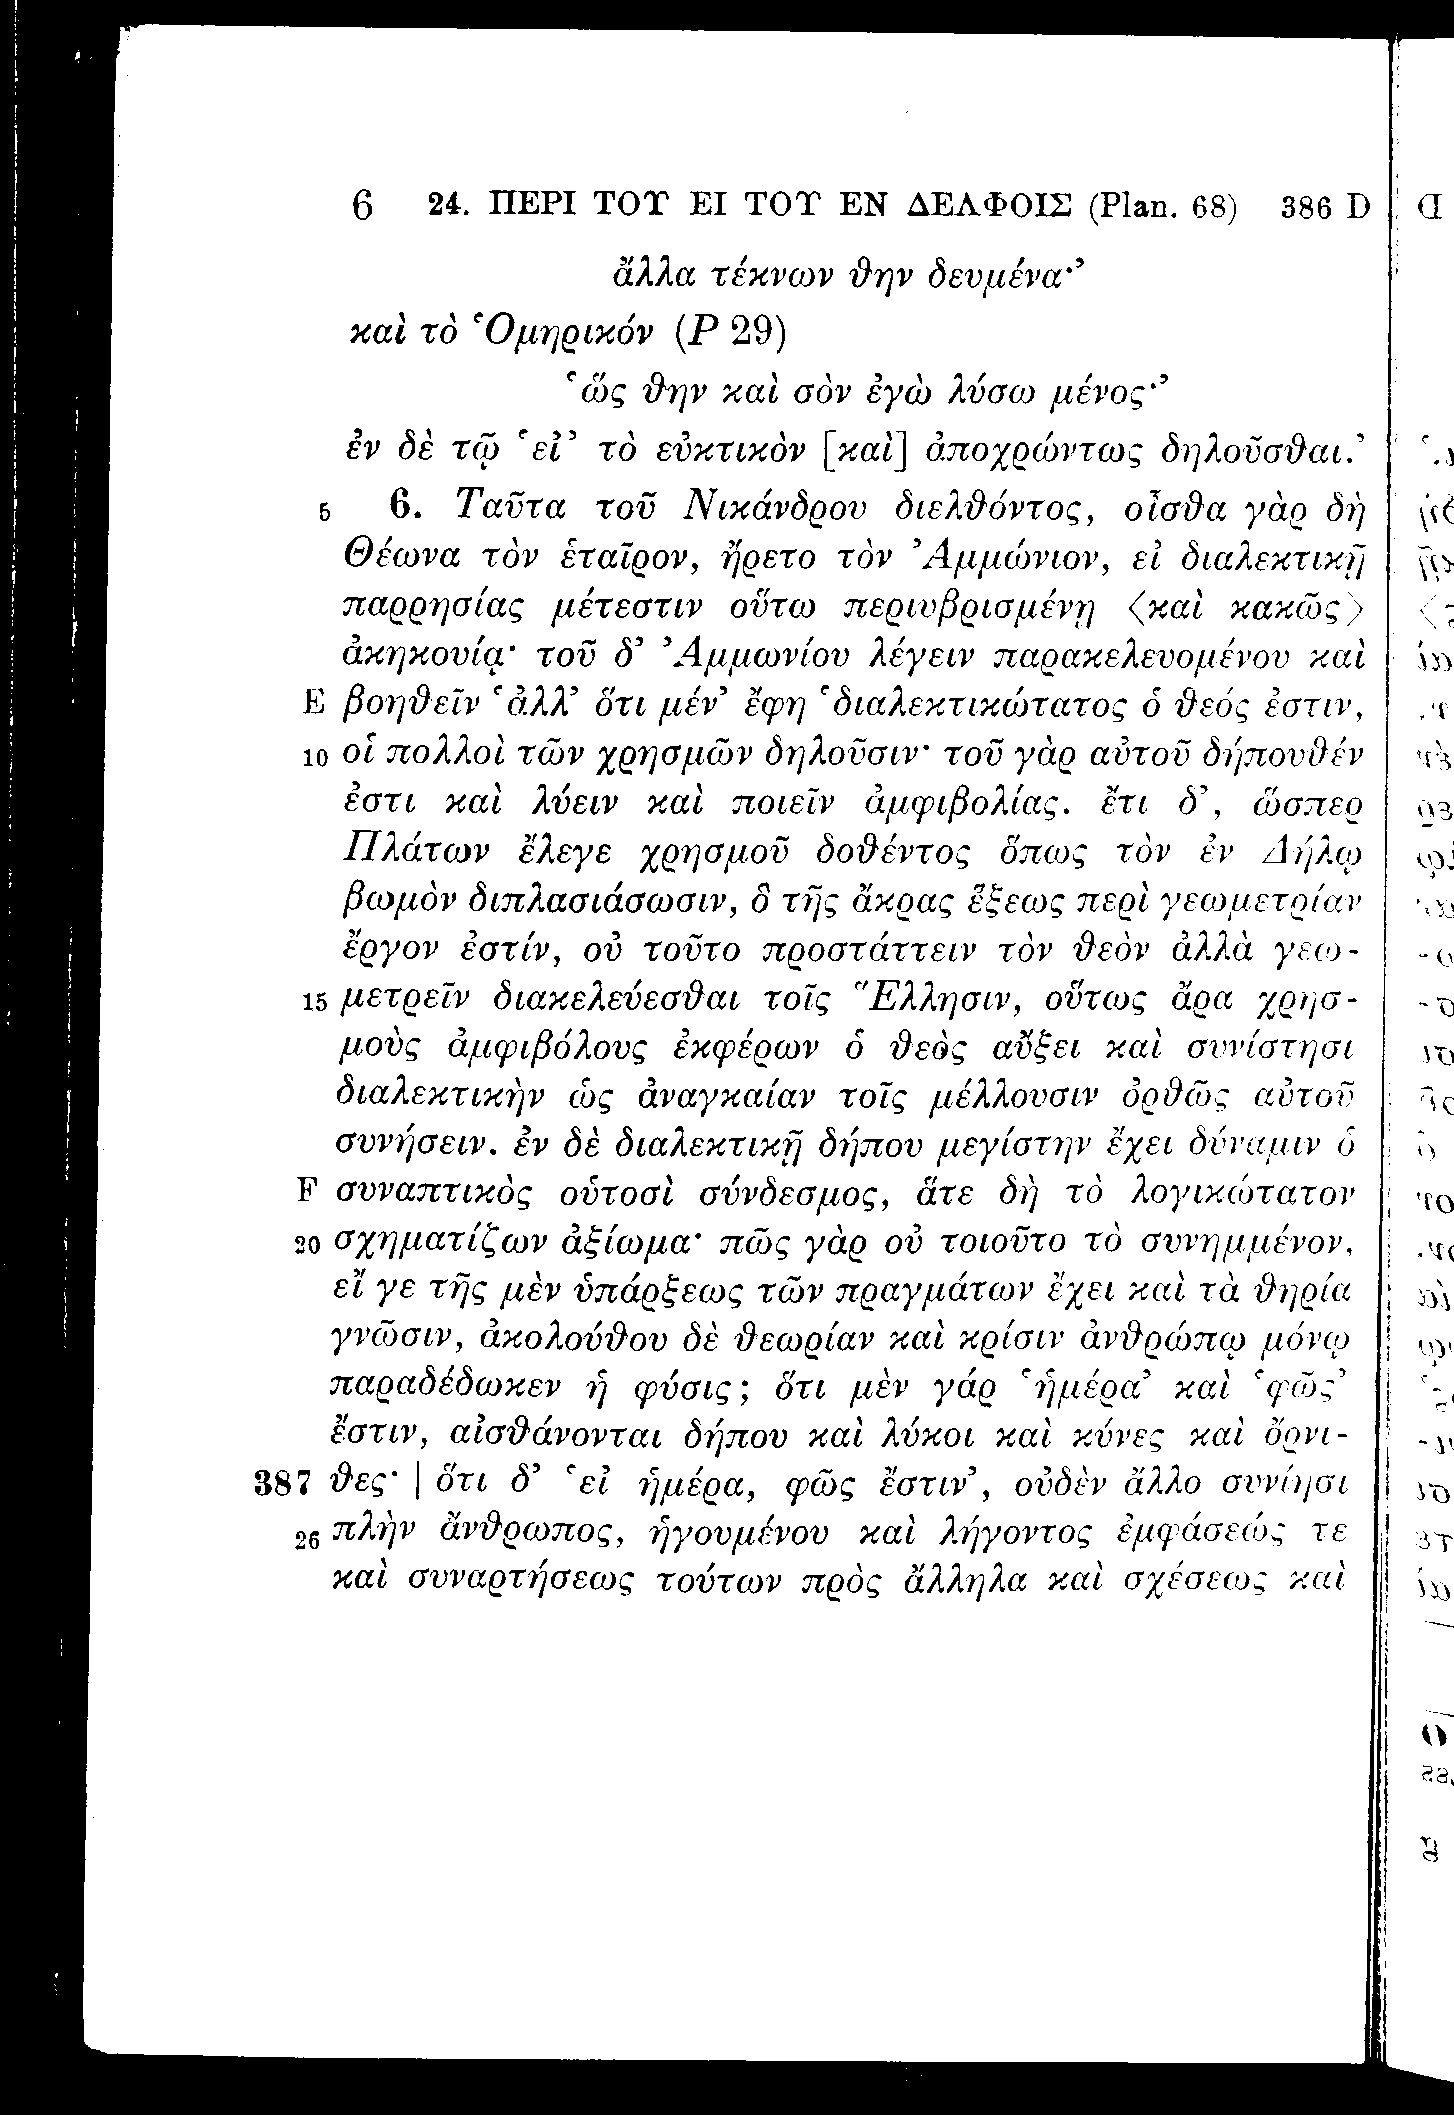 6 24. ΠΕΡΙ ΤΟΥ ΕΙ ΤΟΥ ΕΝ ΔΕΛΦΟΙΣ (Plan. 68) 386 D
ἄλλα τέκνων θην δευμένα·’
καὶ τὸ Ὁμηρικόν (Ρ 29)
‘ὥς θην καὶ σὸν ἐγὼ λύσω μένος·’
ἐν δὲ τῷ ‘εἰ’ τὸ εὐκτικὸν [καὶ] ἀποχρώντως δηλοῦσθαι.’
5 6. Ταῦτα τοῦ Νικάνδρου διελθόντος, οἶσθα γὰρ δὴ
Θέωνα τὸν ἑταῖρον, ἤρετο τὸν Ἀμμώνιον, εἰ διαλεκτικῇ
παρρησίας μέτεστιν οὕτω περιυβρισμένῃ 〈καὶ κακῶς〉
ἀκηκουίᾳ· τοῦ δ’ Ἀμμωνίου λέγειν παρακελευομένου καὶ
E βοηθεῖν ‘ἀλλ’ ὅτι μέν’ ἔφη ‘διαλεκτικώτατος ὁ θεός ἐστιν,
10 οἱ πολλοὶ τῶν χρησμῶν δηλοῦσιν· τοῦ γὰρ αὐτοῦ δήπουθέν
ἐστι καὶ λύειν καὶ ποιεῖν ἀμφιβολίας. ἔτι δ’, ὥσπερ
Πλάτων ἔλεγε χρησμοῦ δοθέντος ὅπως τὸν ἐν Δήλῳ
βωμὸν διπλασιάσωσιν, ὃ τῆς ἄκρας ἕξεως περὶ γεωμετρίαν
ἔργον ἐστίν, οὐ τοῦτο προστάττειν τὸν θεὸν ἀλλὰ γεω-
15 μετρεῖν διακελεύεσθαι τοῖς Ἕλλησιν, οὕτως ἄρα χρησ-
μοὺς ἀμφιβόλους ἐκφέρων ὁ θεὸς αὔξει καὶ συνίστησι
διαλεκτικὴν ὡς ἀναγκαίαν τοῖς μέλλουσιν ὀρθῶς αὐτοῦ
συνήσειν. ἐν δὲ διαλεκτικῇ δήπου μεγίστην ἔχει δύναμιν ὁ
F συναπτικὸς οὑτοσὶ σύνδεσμος, ἅτε δὴ τὸ λογικώτατον
20 σχηματίζων ἀξίωμα· πῶς γὰρ οὐ τοιοῦτο τὸ συνημμένον,
εἴ γε τῆς μὲν ὑπάρξεως τῶν πραγμάτων ἔχει καὶ τὰ θηρία
γνῶσιν, ἀκολούθου δὲ θεωρίαν καὶ κρίσιν ἀνθρώπῳ μόνῳ
παραδέδωκεν ἡ φύσις; ὅτι μὲν γάρ ‘ἡμέρα’ καὶ ‘φῶς’
ἔστιν, αἰσθάνονται δήπου καὶ λύκοι καὶ κύνες καὶ ὄρνι-
387 θες· | ὅτι δ’ ‘εἰ ἡμέρα, φῶς ἔστιν’, οὐδὲν ἄλλο συνίησι
26 πλὴν ἄνθρωπος, ἡγουμένου καὶ λήγοντος ἐμφάσεώς τε
καὶ συναρτήσεως τούτων πρὸς ἄλληλα καὶ σχέσεως καὶ